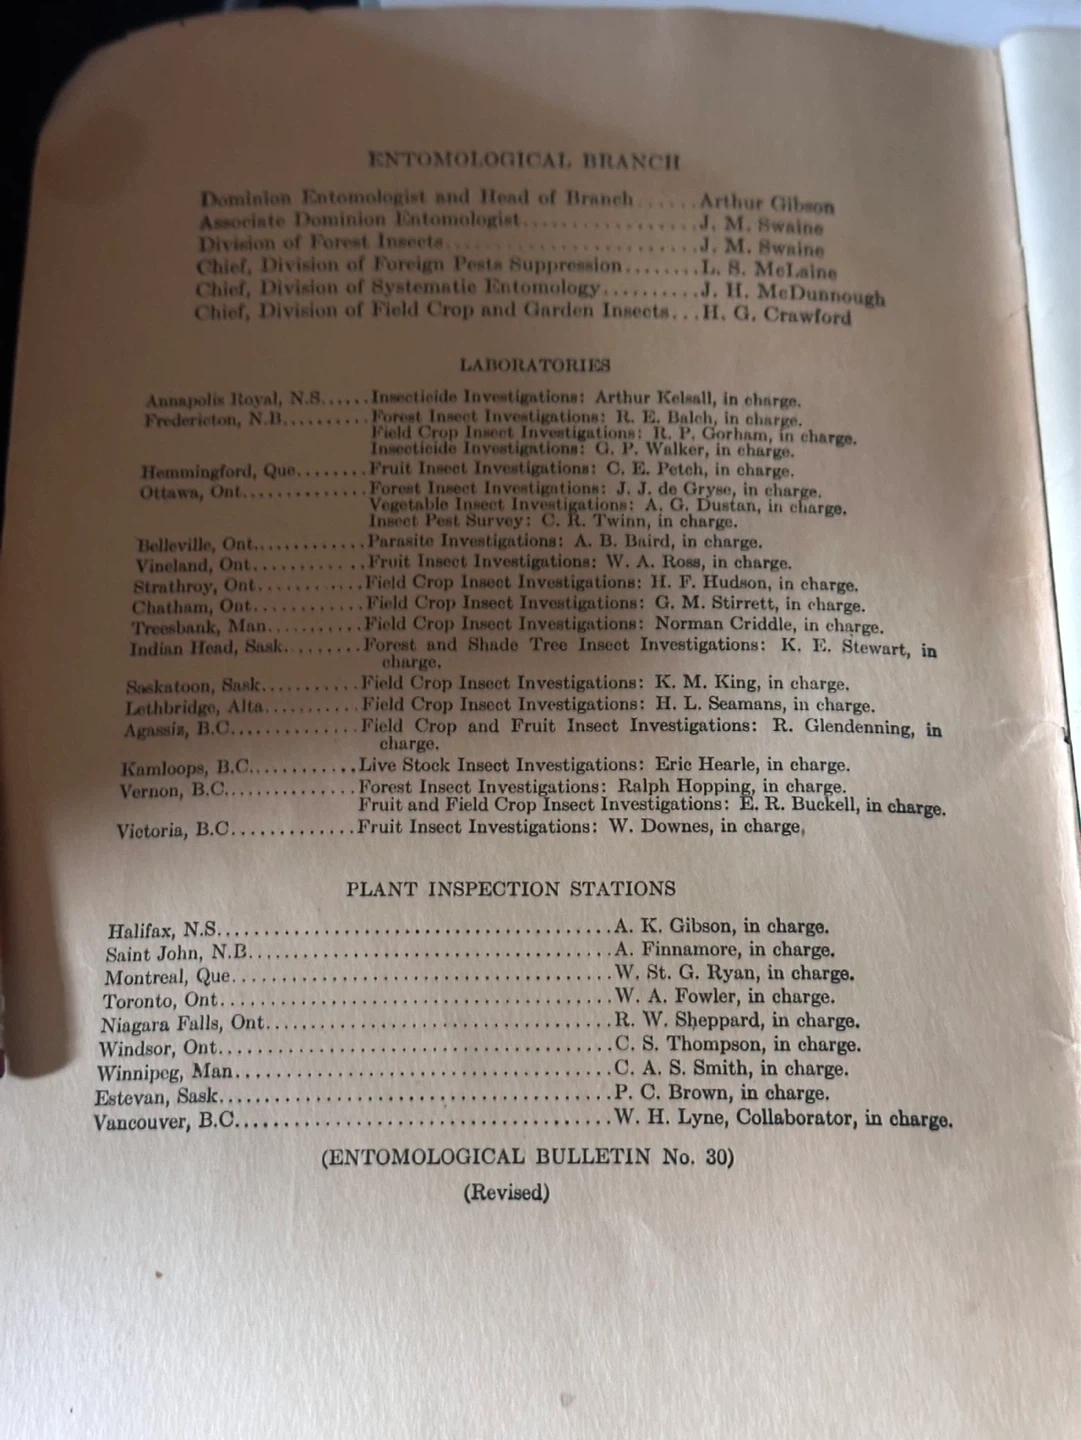 ENTOMOLOGICAL BRANCH
Dominion Entomologist and Head of Branch......Arthur Gibson
Associate Dominion Entomologist.................J. M. Swaine
Division of Forest Insects........................J. M. Swaine
Chief, Division of Foreign Pests Suppression........L. S. McLaine
Chief, Division of Systematic Entomology..........J. H. McDunnough
Chief, Division of Field Crop and Garden Insects...H. G. Crawford
LABORATORIES
Annapolis Royal, N.S......Insecticide Investigations: Arthur Kelsall, in charge.
Fredericton, N.B..........Forest Insect Investigations: R. E. Balch, in charge.
Field Crop Insect Investigations: R. P. Gorham, in charge.
Insecticide Investigations: G. P. Walker, in charge.
Hemmingford, Que........Fruit Insect Investigations: C. E. Petch, in charge.
Ottawa, Ont..............Forest Insect Investigations: J. J. de Gryse, in charge.
Vegetable Insect Investigations: A. G. Dustan, in charge.
Insect Pest Survey: C. R. Twinn, in charge.
Belleville, Ont.............Parasite Investigations: A. B. Baird, in charge.
Vineland, Ont.............Fruit Insect Investigations: W. A. Ross, in charge.
Strathroy, Ont............Field Crop Insect Investigations: H. F. Hudson, in charge.
Chatham, Ont.............Field Crop Insect Investigations: G. M. Stirrett, in charge.
Treesbank, Man...........Field Crop Insect Investigations: Norman Criddle, in charge.
Indian Head, Sask.........Forest and Shade Tree Insect Investigations: K. E. Stewart, in
charge.
Saskatoon, Sask...........Field Crop Insect Investigations: K. M. King, in charge.
Lethbridge, Alta...........Field Crop Insect Investigations: H. L. Seamans, in charge.
Agassiz, B.C..............Field Crop and Fruit Insect Investigations: R. Glendenning, in
charge.
Kamloops, B.C............Live Stock Insect Investigations: Eric Hearle, in charge.
Vernon, B.C..............Forest Insect Investigations: Ralph Hopping, in charge.
Fruit and Field Crop Insect Investigations: E. R. Buckell, in charge.
Victoria, B.C.............Fruit Insect Investigations: W. Downes, in charge.
PLANT INSPECTION STATIONS
Halifax, N.S.......................................A. K. Gibson, in charge.
Saint John, N.B....................................A. Finnamore, in charge.
Montreal, Que.....................................W. St. G. Ryan, in charge.
Toronto, Ont......................................W. A. Fowler, in charge.
Niagara Falls, Ont.................................R. W. Sheppard, in charge.
Windsor, Ont......................................C. S. Thompson, in charge.
Winnipeg, Man.....................................C. A. S. Smith, in charge.
Estevan, Sask......................................P. C. Brown, in charge.
Vancouver, B.C....................................W. H. Lyne, Collaborator, in charge.
(ENTOMOLOGICAL BULLETIN No. 30)
(Revised)